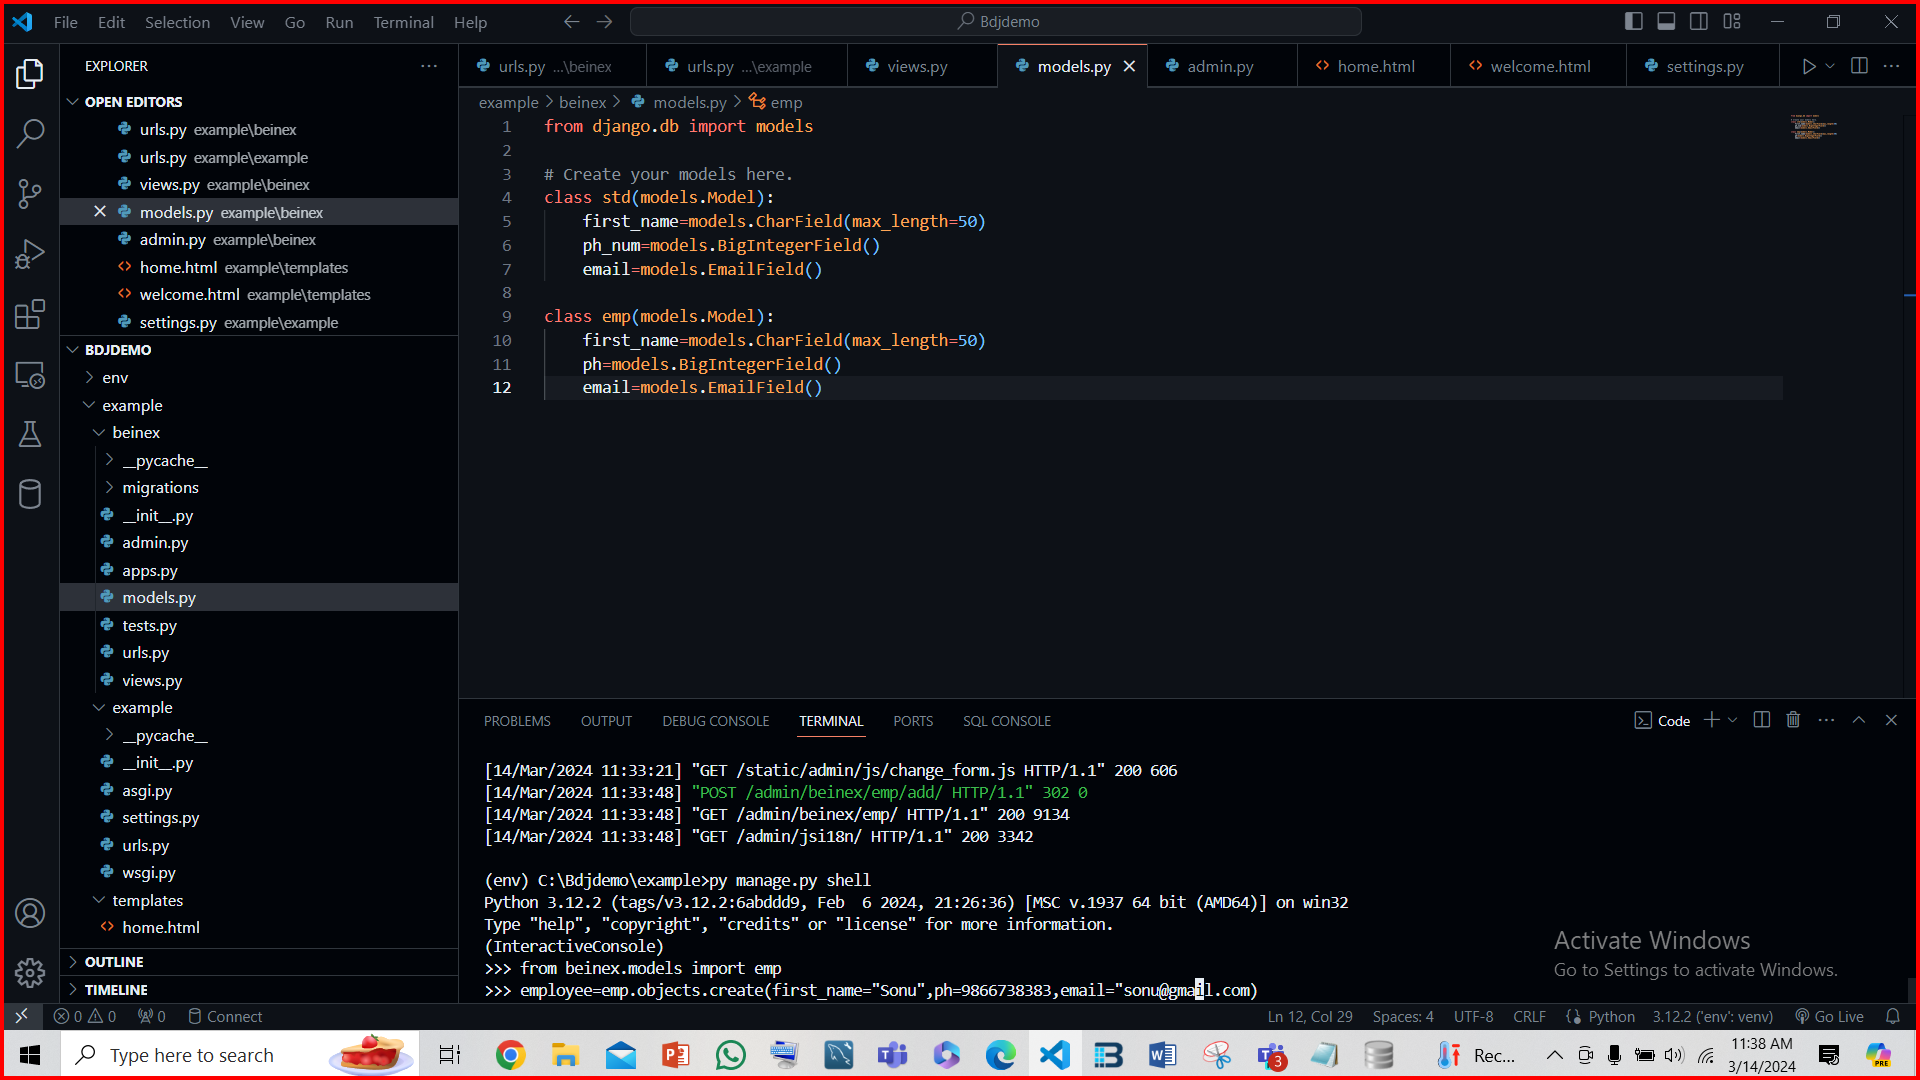 File Edit Selection View Go Run Terminal Help
Bdjdemo
EXPLORER
OPEN EDITORS
urls.py example\beinex
urls.py example\example
views.py example\beinex
models.py example\beinex
admin.py example\beinex
home.html example\templates
welcome.html example\templates
settings.py example\example
BDJDEMO
env
example
beinex
__pycache__
migrations
__init__.py
admin.py
apps.py
models.py
tests.py
urls.py
views.py
example
__pycache__
__init__.py
asgi.py
settings.py
urls.py
wsgi.py
templates
home.html
OUTLINE
TIMELINE
urls.py ...\beinex urls.py ...\example views.py models.py admin.py home.html welcome.html settings.py
example > beinex > models.py > emp
1 from django.db import models
2
3 # Create your models here.
4 class std(models.Model):
5 first_name=models.CharField(max_length=50)
6 ph_num=models.BigIntegerField()
7 email=models.EmailField()
8
9 class emp(models.Model):
10 first_name=models.CharField(max_length=50)
11 ph=models.BigIntegerField()
12 email=models.EmailField()
PROBLEMS OUTPUT DEBUG CONSOLE TERMINAL PORTS SQL CONSOLE
Code
[14/Mar/2024 11:33:21] "GET /static/admin/js/change_form.js HTTP/1.1" 200 606
[14/Mar/2024 11:33:48] "POST /admin/beinex/emp/add/ HTTP/1.1" 302 0
[14/Mar/2024 11:33:48] "GET /admin/beinex/emp/ HTTP/1.1" 200 9134
[14/Mar/2024 11:33:48] "GET /admin/jsi18n/ HTTP/1.1" 200 3342
(env) C:\Bdjdemo\example>py manage.py shell
Python 3.12.2 (tags/v3.12.2:6abddd9, Feb  6 2024, 21:26:36) [MSC v.1937 64 bit (AMD64)] on win32
Type "help", "copyright", "credits" or "license" for more information.
(InteractiveConsole)
>>> from beinex.models import emp
>>> employee=emp.objects.create(first_name="Sonu",ph=9866738383,email="sonu@gmail.com)
Activate Windows
Go to Settings to activate Windows.
0 0 0 Connect
Ln 12, Col 29 Spaces: 4 UTF-8 CRLF Python 3.12.2 ('env': venv) Go Live
Type here to search
3
Rec...
PRE
11:38 AM
3/14/2024